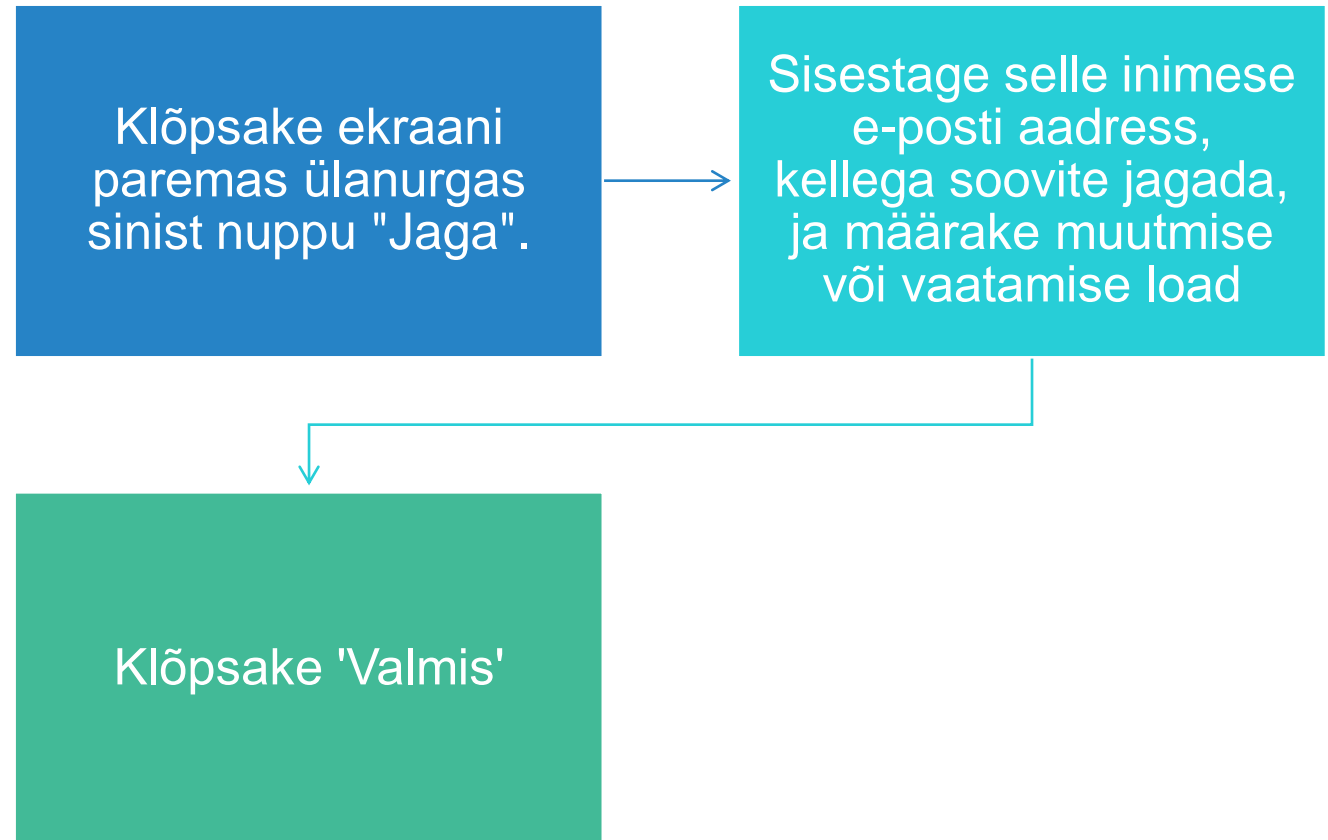 Klõpsake ekraani
paremas ülanurgas
sinist nuppu "Jaga".
Sisestage selle inimese
e-posti aadress,
kellega soovite jagada,
ja määrake muutmise
või vaatamise load
Klõpsake 'Valmis'